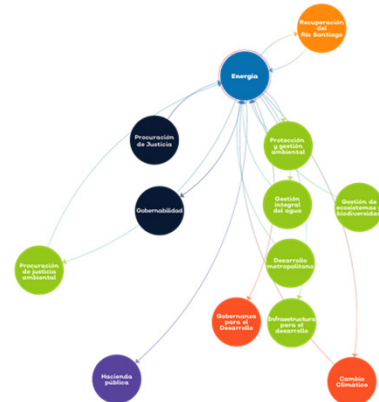 Recuperación
del
Río Santiago
Energía
Procuración
de Justicia
Protección
y gestión
ambiental
Gobernabilidad
Gestión
integral
del agua
Gestión de
ecosistemas
biodiversidad
Procuración
de justicia
ambiental
Desarrollo
metropolitano
Gobernanza
para el
Desarrollo
Infraestructura
para el
desarrollo
Hacienda
pública
Cambio
Climático